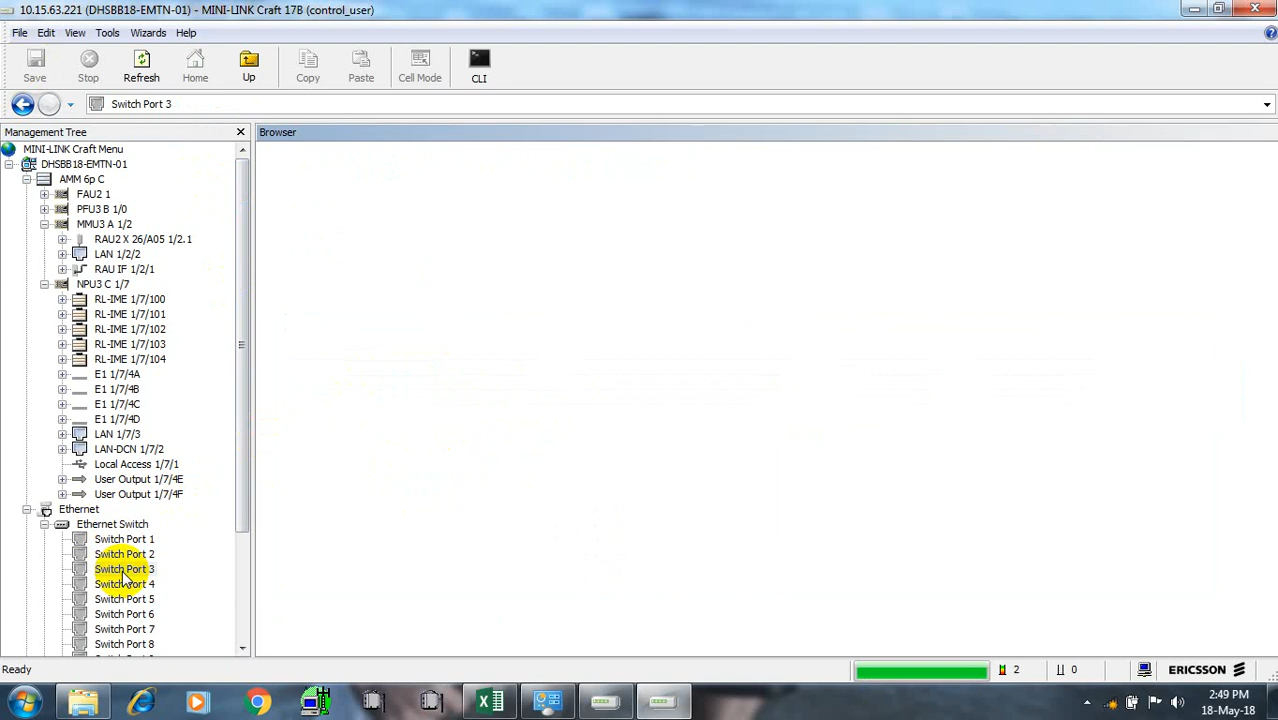 10.15.63.221 (DHSBB18-EMTN-01) - MINI-LINK Craft 17B (control_user)
File Edit View Tools Wizards Help
Save Stop Refresh Home Up Copy Paste Cell Mode CLI
Switch Port 3
Management Tree
Browser
MINI-LINK Craft Menu
DHSBB18-EMTN-01
AMM 6p C
FAU2 1
PFU3 B 1/0
MMU3 A 1/2
RAU2 X 26/A05 1/2.1
LAN 1/2/2
RAU IF 1/2/1
NPU3 C 1/7
RL-IME 1/7/100
RL-IME 1/7/101
RL-IME 1/7/102
RL-IME 1/7/103
RL-IME 1/7/104
E1 1/7/4A
E1 1/7/4B
E1 1/7/4C
E1 1/7/4D
LAN 1/7/3
LAN-DCN 1/7/2
Local Access 1/7/1
User Output 1/7/4E
User Output 1/7/4F
Ethernet
Ethernet Switch
Switch Port 1
Switch Port 2
Switch Port 3
Switch Port 4
Switch Port 5
Switch Port 6
Switch Port 7
Switch Port 8
Ready
2
0
ERICSSON
2:49 PM
18-May-18